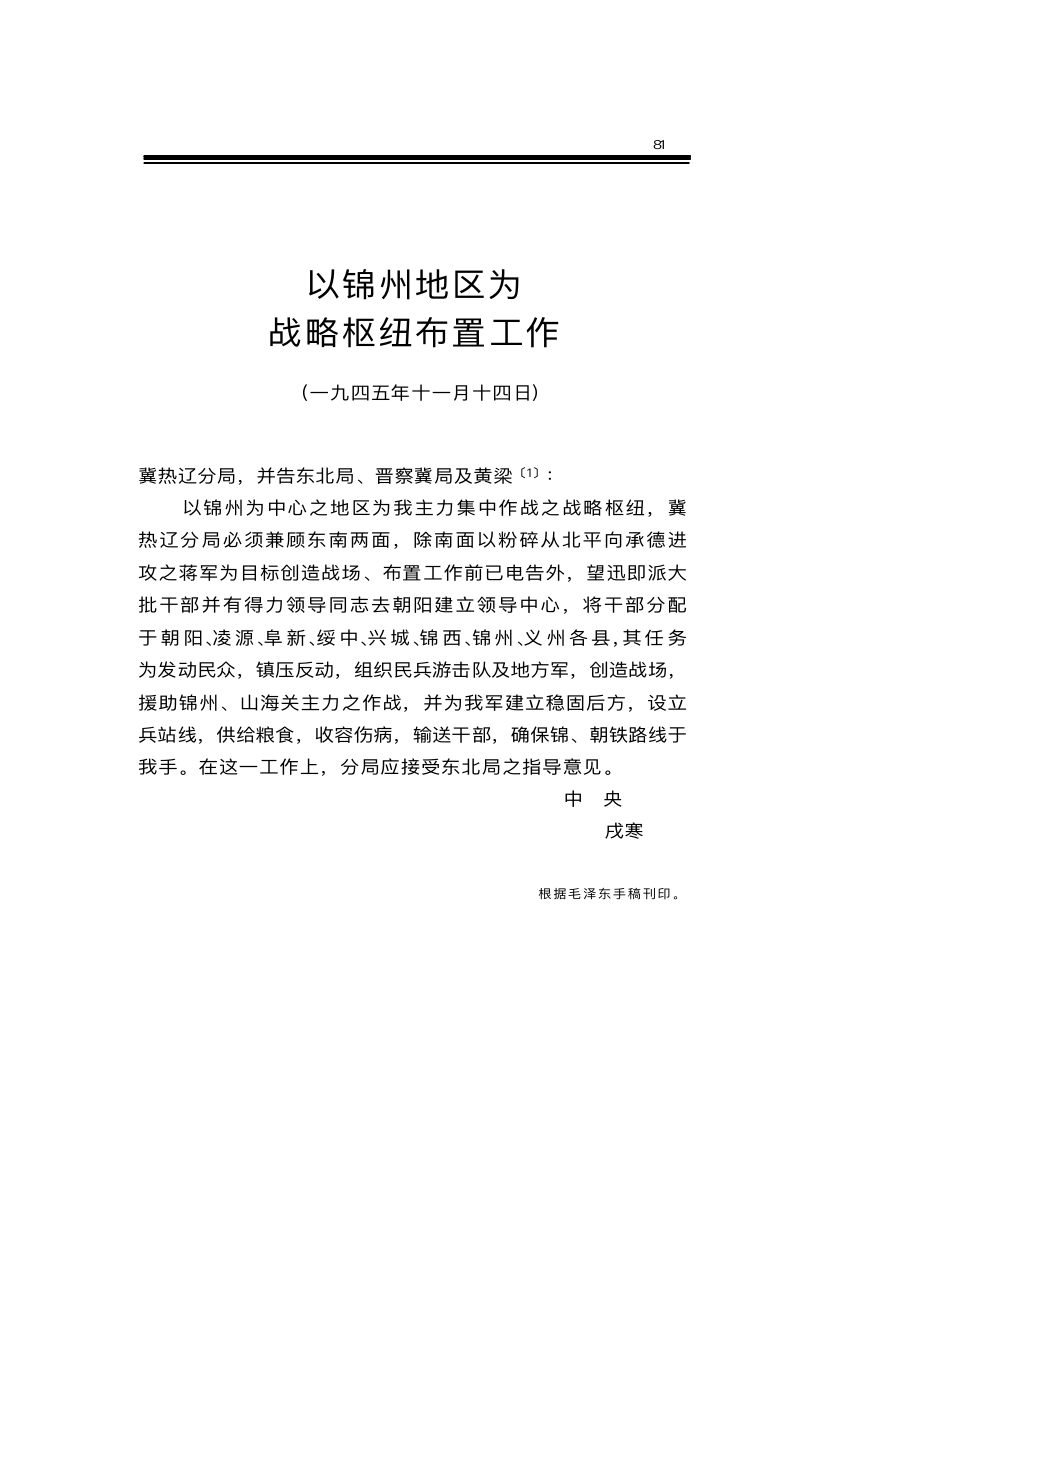 81
以锦州地区为
战略枢纽布置工作
（一九四五年十一月十四日）
冀热辽分局，并告东北局、晋察冀局及黄梁〔1〕：
以锦州为中心之地区为我主力集中作战之战略枢纽，冀
热辽分局必须兼顾东南两面，除南面以粉碎从北平向承德进
攻之蒋军为目标创造战场、布置工作前已电告外，望迅即派大
批干部并有得力领导同志去朝阳建立领导中心，将干部分配
于朝阳、凌源、阜新、绥中、兴城、锦西、锦州、义州各县，其任务
为发动民众，镇压反动，组织民兵游击队及地方军，创造战场，
援助锦州、山海关主力之作战，并为我军建立稳固后方，设立
兵站线，供给粮食，收容伤病，输送干部，确保锦、朝铁路线于
我手。在这一工作上，分局应接受东北局之指导意见。
中　央
戌寒
根据毛泽东手稿刊印。